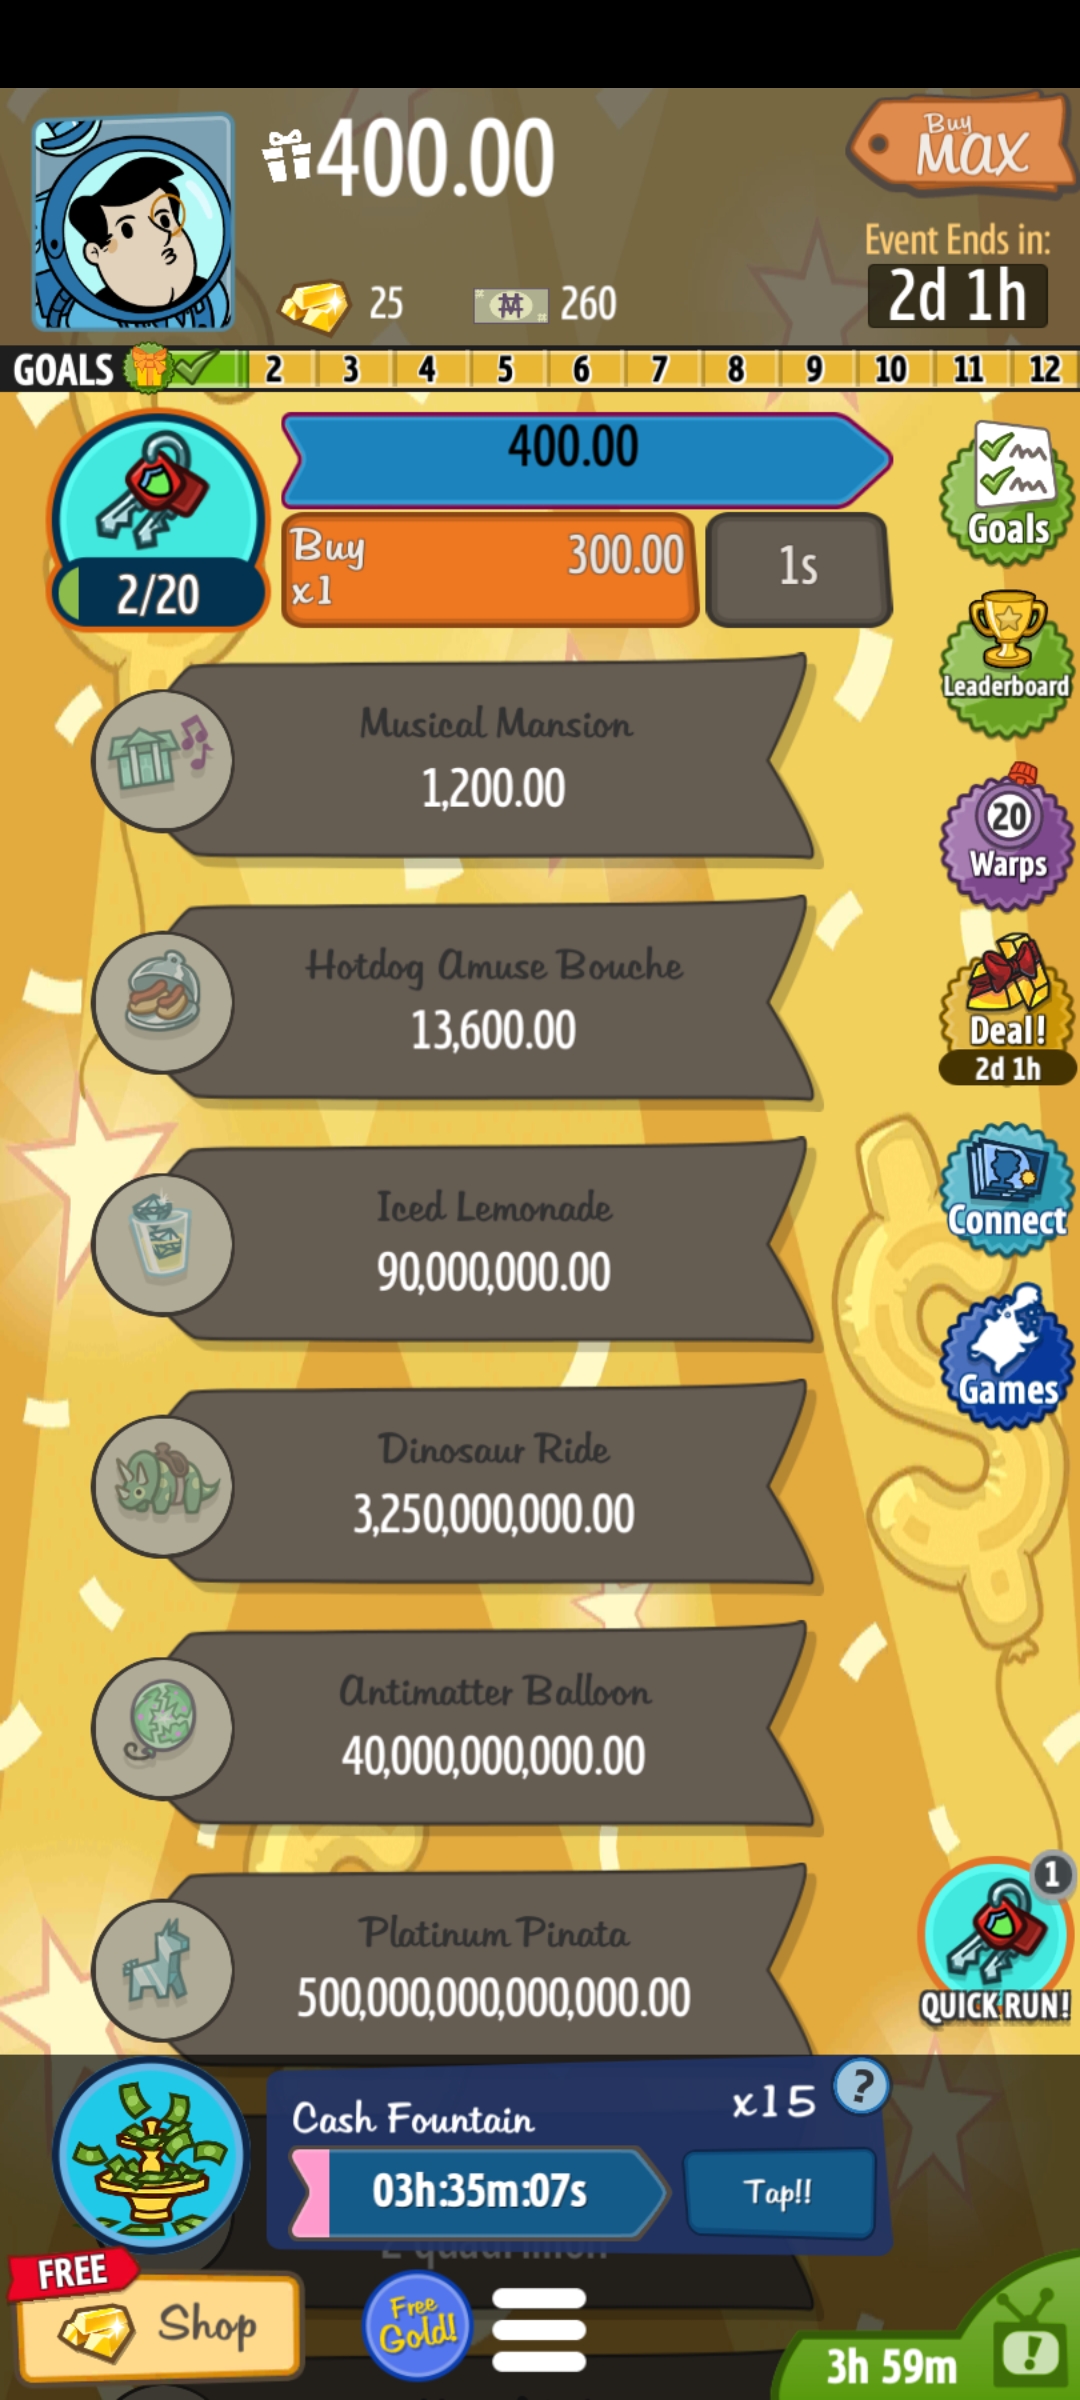 400.00
Buy
MAX
25
260
Event Ends in:
2d 1h
GOALS 2 3 4 5 6 7 8 9 10 11 12
400.00
Buy
x1
300.00
1s
2/20
Goals
Musical Mansion
1,200.00
Leaderboard
20
Warps
Hotdog Amuse Bouche
13,600.00
Deal!
2d 1h
Iced Lemonade
90,000,000.00
Connect
Games
Dinosaur Ride
3,250,000,000.00
Antimatter Balloon
40,000,000,000.00
1
QUICK RUN!
Platinum Pinata
500,000,000,000,000.00
Cash Fountain
x15
?
03h:35m:07s
Tap!!
FREE
Shop
Free
Gold!
3h 59m
!